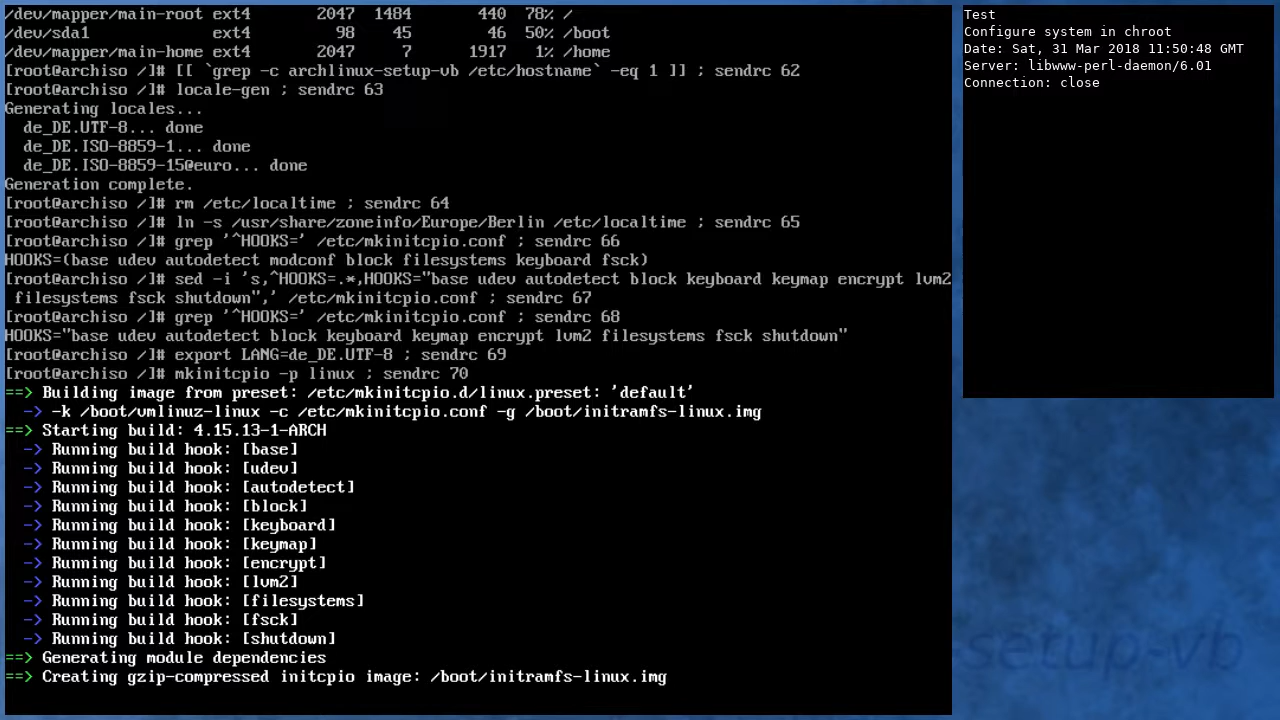 /dev/mapper/main-root ext4       2047  1484       440  78% /
/dev/sda1             ext4         98    45        46  50% /boot
/dev/mapper/main-home ext4       2047     7      1917   1% /home
[root@archiso /]# [[ `grep -c archlinux-setup-vb /etc/hostname` -eq 1 ]] ; sendrc 62
[root@archiso /]# locale-gen ; sendrc 63
Generating locales...
  de_DE.UTF-8... done
  de_DE.ISO-8859-1... done
  de_DE.ISO-8859-15@euro... done
Generation complete.
[root@archiso /]# rm /etc/localtime ; sendrc 64
[root@archiso /]# ln -s /usr/share/zoneinfo/Europe/Berlin /etc/localtime ; sendrc 65
[root@archiso /]# grep '^HOOKS=' /etc/mkinitcpio.conf ; sendrc 66
HOOKS=(base udev autodetect modconf block filesystems keyboard fsck)
[root@archiso /]# sed -i 's,^HOOKS=.*,HOOKS="base udev autodetect block keyboard keymap encrypt lvm2
 filesystems fsck shutdown",' /etc/mkinitcpio.conf ; sendrc 67
[root@archiso /]# grep '^HOOKS=' /etc/mkinitcpio.conf ; sendrc 68
HOOKS="base udev autodetect block keyboard keymap encrypt lvm2 filesystems fsck shutdown"
[root@archiso /]# export LANG=de_DE.UTF-8 ; sendrc 69
[root@archiso /]# mkinitcpio -p linux ; sendrc 70
==> Building image from preset: /etc/mkinitcpio.d/linux.preset: 'default'
  -> -k /boot/vmlinuz-linux -c /etc/mkinitcpio.conf -g /boot/initramfs-linux.img
==> Starting build: 4.15.13-1-ARCH
  -> Running build hook: [base]
  -> Running build hook: [udev]
  -> Running build hook: [autodetect]
  -> Running build hook: [block]
  -> Running build hook: [keyboard]
  -> Running build hook: [keymap]
  -> Running build hook: [encrypt]
  -> Running build hook: [lvm2]
  -> Running build hook: [filesystems]
  -> Running build hook: [fsck]
  -> Running build hook: [shutdown]
==> Generating module dependencies
==> Creating gzip-compressed initcpio image: /boot/initramfs-linux.img
Test
Configure system in chroot
Date: Sat, 31 Mar 2018 11:50:48 GMT
Server: libwww-perl-daemon/6.01
Connection: close
setup-vb